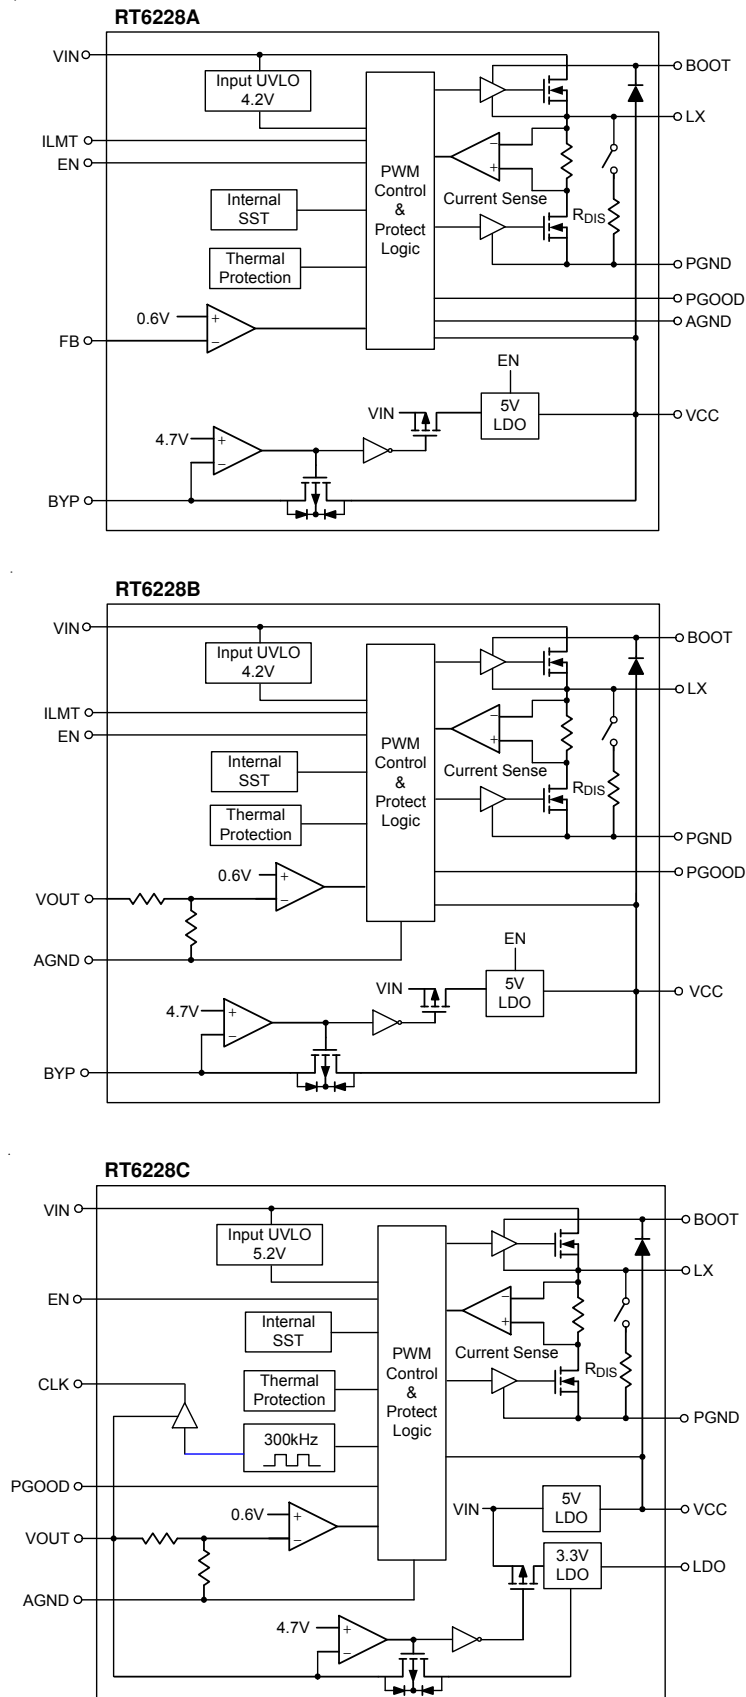 RT6228A
VIN
BOOT
Input UVLO
4.2V
LX
ILMT
EN
PWM
Control
&
Protect
Logic
Current Sense
Internal
SST
RDIS
Thermal
Protection
PGND
PGOOD
0.6V
+
−
AGND
FB
EN
VIN
5V
LDO
VCC
4.7V
+
−
BYP
RT6228B
VIN
BOOT
Input UVLO
4.2V
LX
ILMT
EN
PWM
Control
&
Protect
Logic
Current Sense
Internal
SST
RDIS
Thermal
Protection
PGND
PGOOD
0.6V
+
−
VOUT
AGND
EN
VIN
5V
LDO
VCC
4.7V
+
−
BYP
RT6228C
VIN
BOOT
Input UVLO
5.2V
LX
EN
Internal
SST
PWM
Control
&
Protect
Logic
Current Sense
RDIS
CLK
Thermal
Protection
PGND
300kHz
PGOOD
VIN
5V
LDO
VCC
0.6V
+
−
VOUT
3.3V
LDO
LDO
AGND
4.7V
+
−